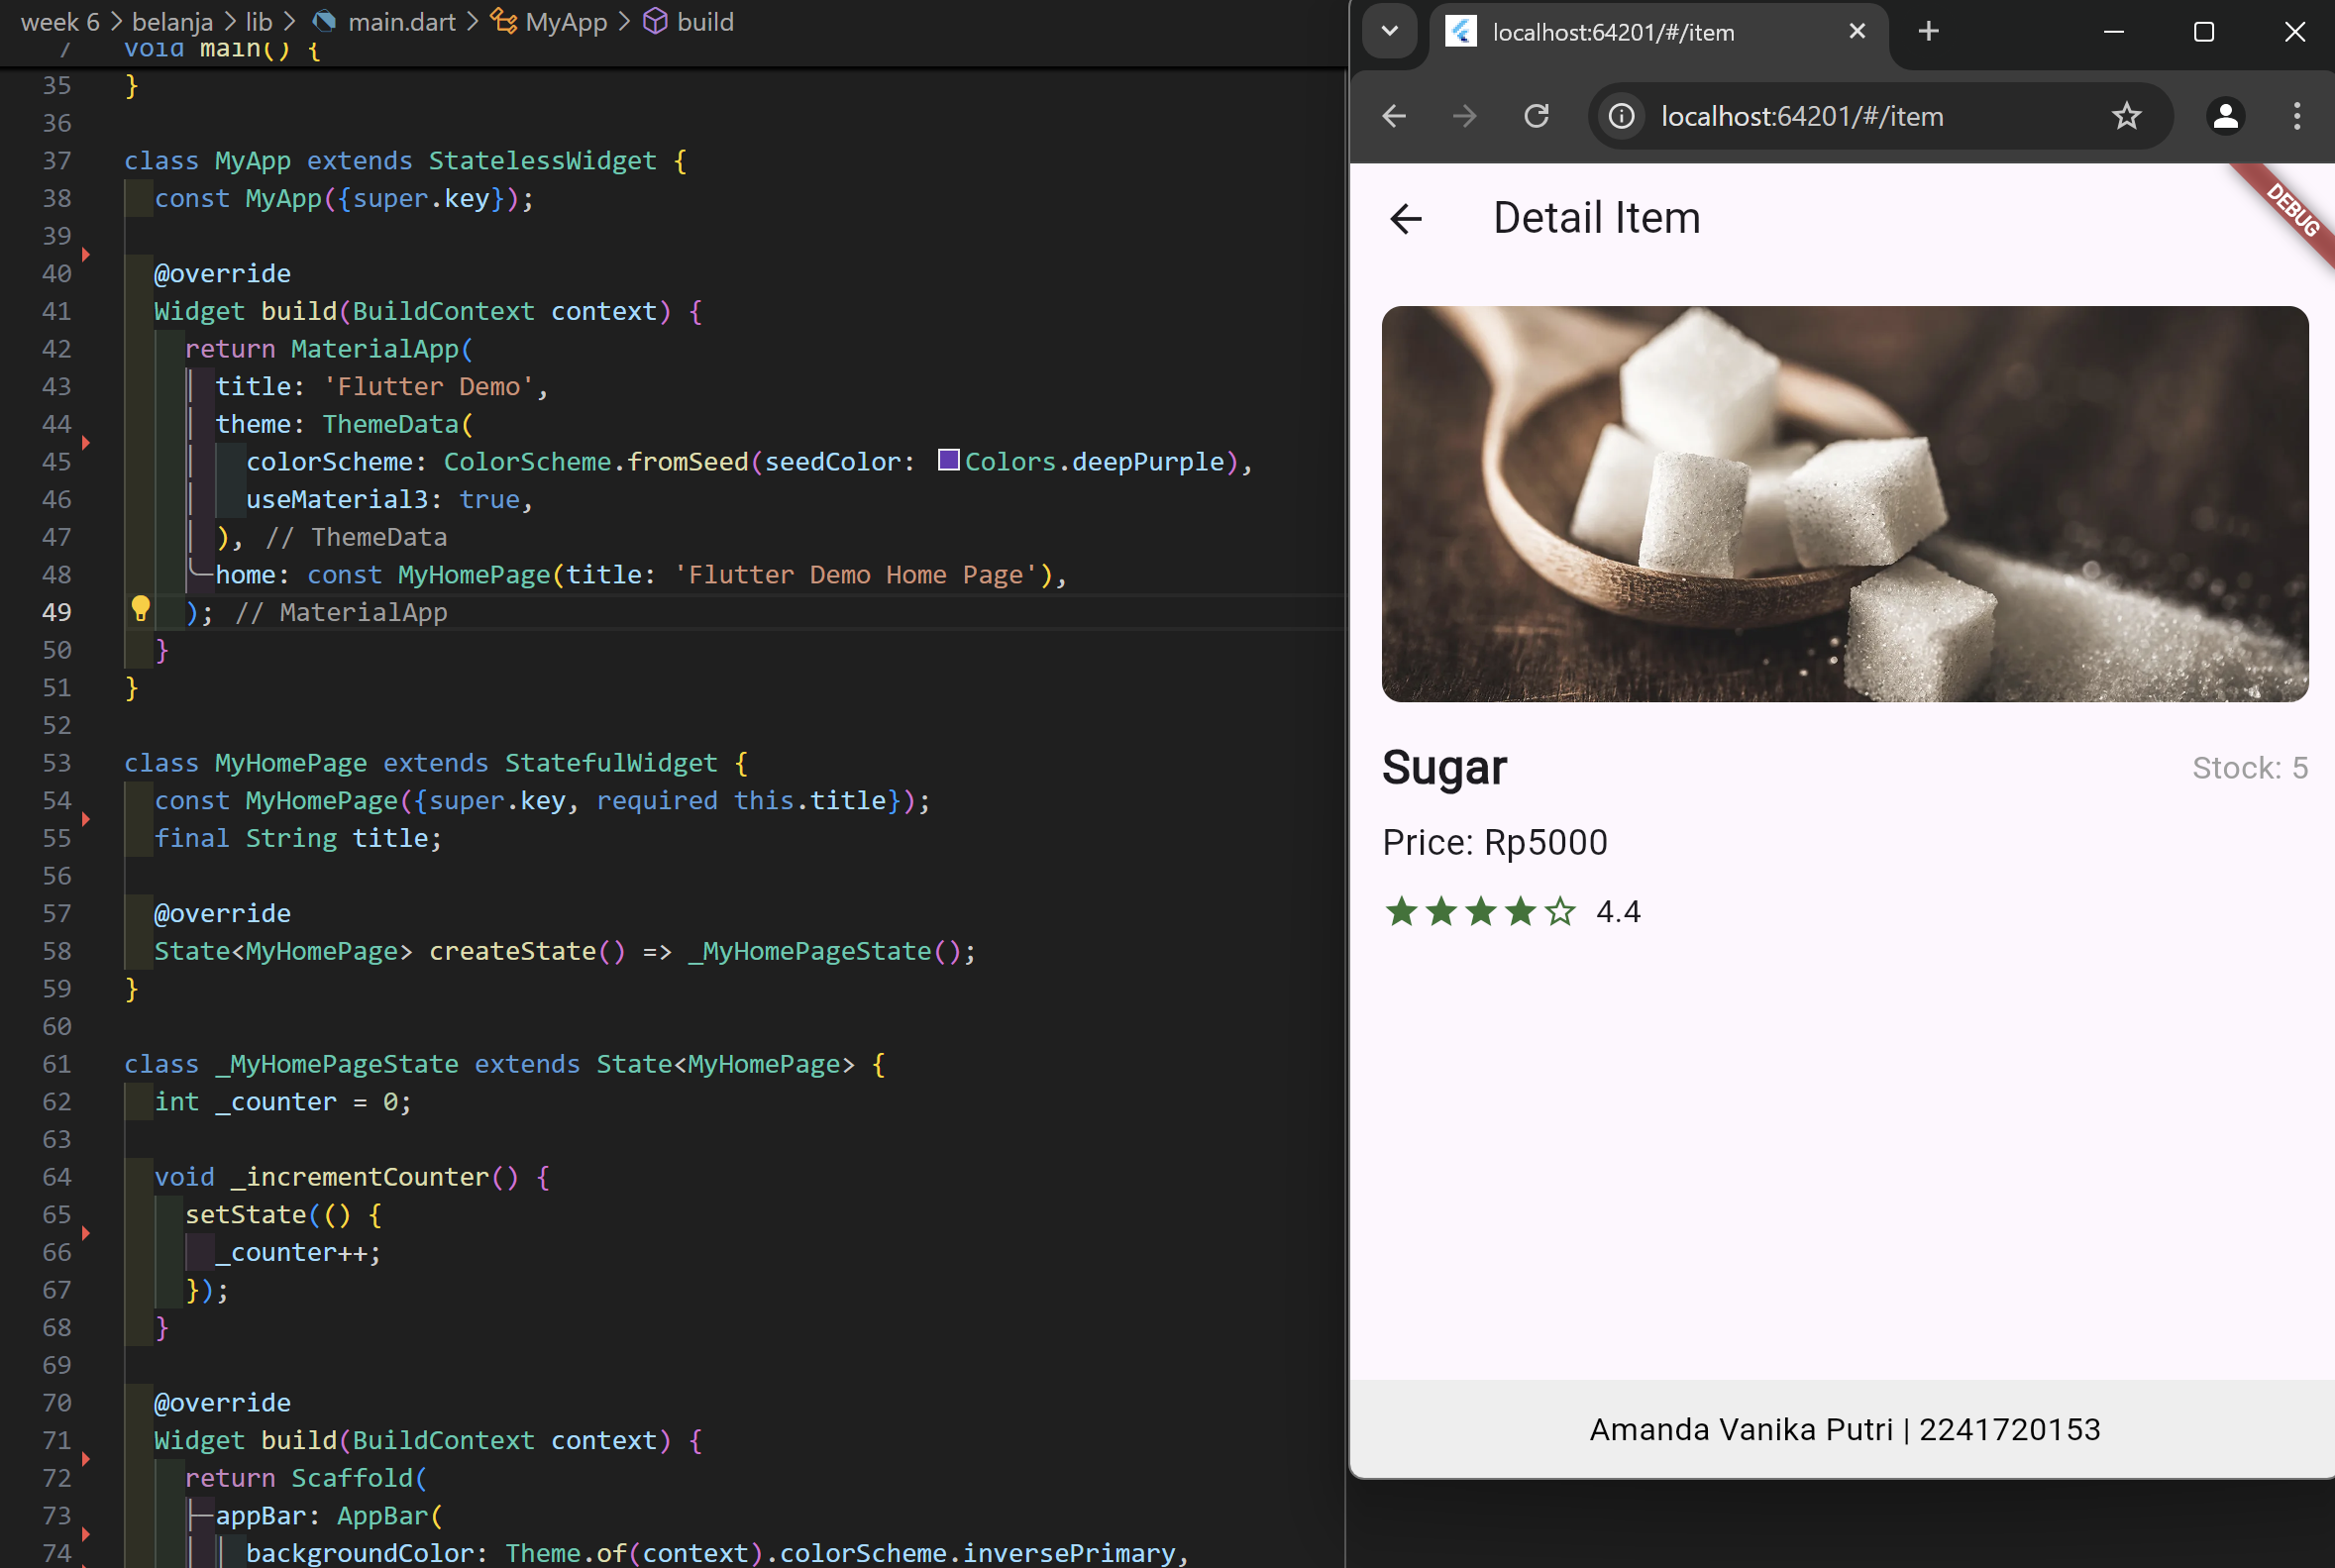 week 6 > belanja > lib > main.dart > MyApp > build
7 void main() {
35 }
36
37 class MyApp extends StatelessWidget {
38 const MyApp({super.key});
39
40 @override
41 Widget build(BuildContext context) {
42 return MaterialApp(
43 title: 'Flutter Demo',
44 theme: ThemeData(
45 colorScheme: ColorScheme.fromSeed(seedColor: Colors.deepPurple),
46 useMaterial3: true,
47 ), // ThemeData
48 home: const MyHomePage(title: 'Flutter Demo Home Page'),
49 ); // MaterialApp
50 }
51 }
52
53 class MyHomePage extends StatefulWidget {
54 const MyHomePage({super.key, required this.title});
55 final String title;
56
57 @override
58 State<MyHomePage> createState() => _MyHomePageState();
59 }
60
61 class _MyHomePageState extends State<MyHomePage> {
62 int _counter = 0;
63
64 void _incrementCounter() {
65 setState(() {
66 _counter++;
67 });
68 }
69
70 @override
71 Widget build(BuildContext context) {
72 return Scaffold(
73 appBar: AppBar(
74 backgroundColor: Theme.of(context).colorScheme.inversePrimary,
localhost:64201/#/item
localhost:64201/#/item
DEBUG
Detail Item
Sugar
Stock: 5
Price: Rp5000
4.4
Amanda Vanika Putri | 2241720153